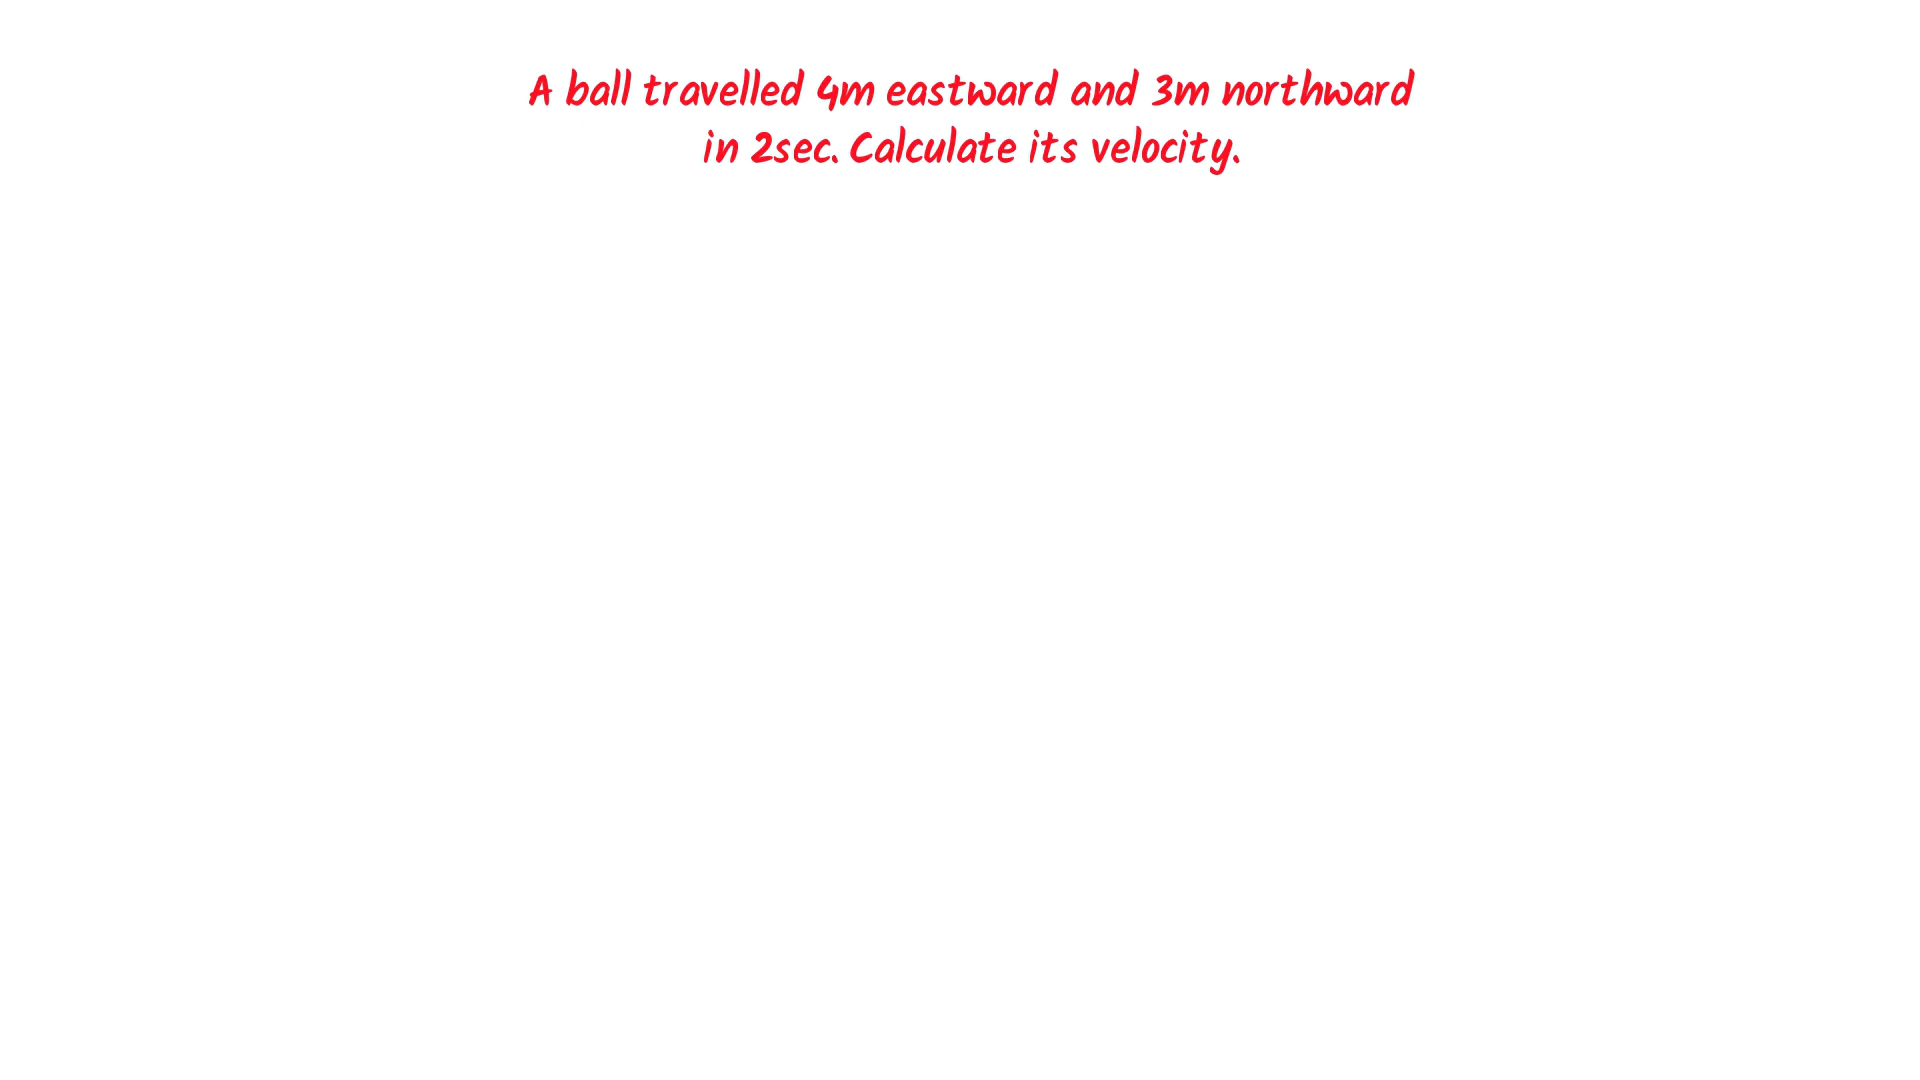 A ball travelled 4m eastward and 3m northward
in 2sec. Calculate its velocity.